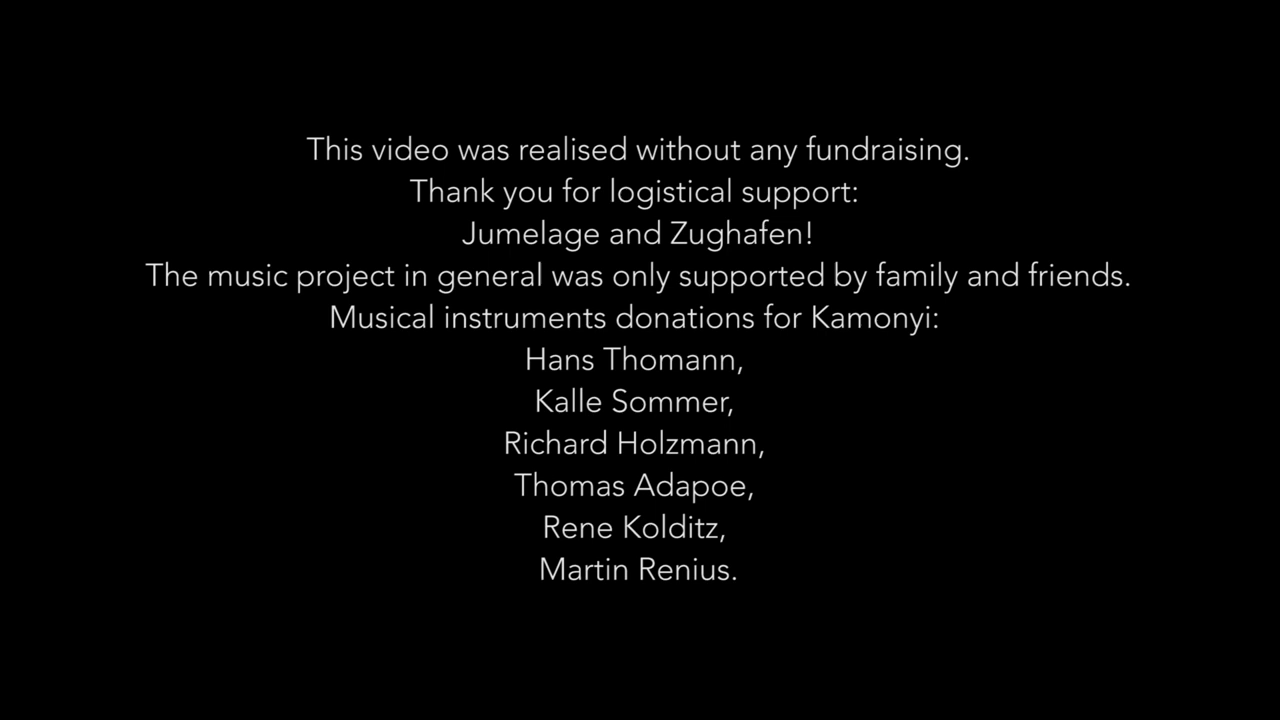 This video was realised without any fundraising.
Thank you for logistical support:
Jumelage and Zughafen!
The music project in general was only supported by family and friends.
Musical instruments donations for Kamonyi:
Hans Thomann,
Kalle Sommer,
Richard Holzmann,
Thomas Adapoe,
Rene Kolditz,
Martin Renius.